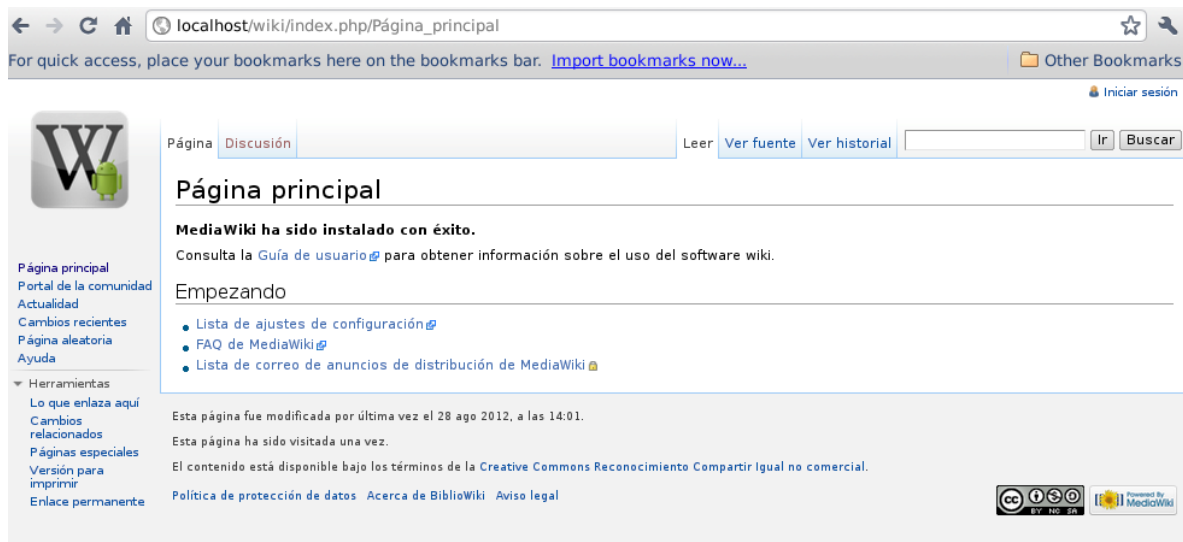 localhost/wiki/index.php/Página_principal
For quick access, place your bookmarks here on the bookmarks bar. Import bookmarks now... Other Bookmarks
Iniciar sesión
W
Página Discusión Leer Ver fuente Ver historial Ir Buscar
Página principal
MediaWiki ha sido instalado con éxito.
Consulta la Guía de usuario para obtener información sobre el uso del software wiki.
Empezando
Lista de ajustes de configuración
FAQ de MediaWiki
Lista de correo de anuncios de distribución de MediaWiki
Página principal
Portal de la comunidad
Actualidad
Cambios recientes
Página aleatoria
Ayuda
Herramientas
Lo que enlaza aquí
Cambios
relacionados
Páginas especiales
Versión para
imprimir
Enlace permanente
Esta página fue modificada por última vez el 28 ago 2012, a las 14:01.
Esta página ha sido visitada una vez.
El contenido está disponible bajo los términos de la Creative Commons Reconocimiento Compartir Igual no comercial.
Política de protección de datos Acerca de BiblioWiki Aviso legal
cc BY NC SA
Powered By
MediaWiki